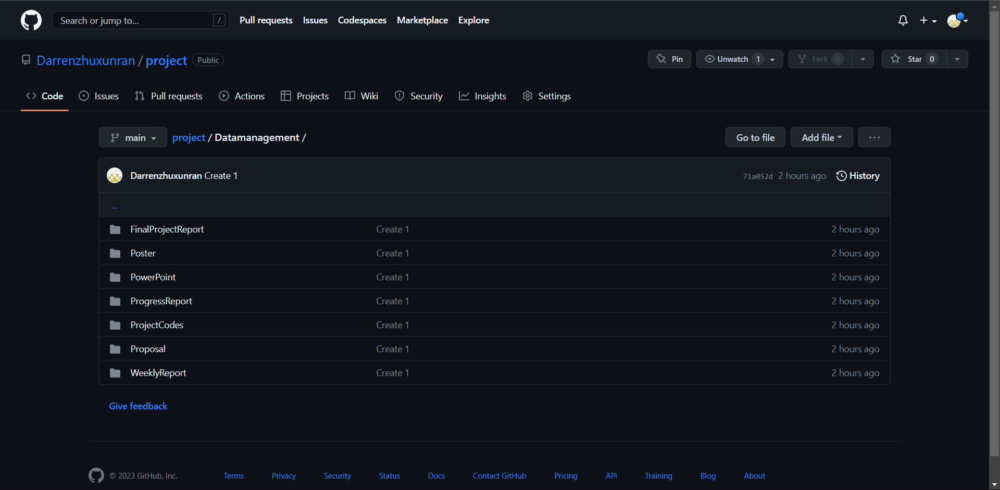 Search or jump to... / Pull requests Issues Codespaces Marketplace Explore
Darrenzhuxunran / project Public Pin Unwatch 1 Fork 0 Star 0
Code Issues Pull requests Actions Projects Wiki Security Insights Settings
main project / Datamanagement / Go to file Add file ...
Darrenzhuxunran Create 1 71a052d 2 hours ago History
..
FinalProjectReport Create 1 2 hours ago
Poster Create 1 2 hours ago
PowerPoint Create 1 2 hours ago
ProgressReport Create 1 2 hours ago
ProjectCodes Create 1 2 hours ago
Proposal Create 1 2 hours ago
WeeklyReport Create 1 2 hours ago
Give feedback
© 2023 GitHub, Inc. Terms Privacy Security Status Docs Contact GitHub Pricing API Training Blog About